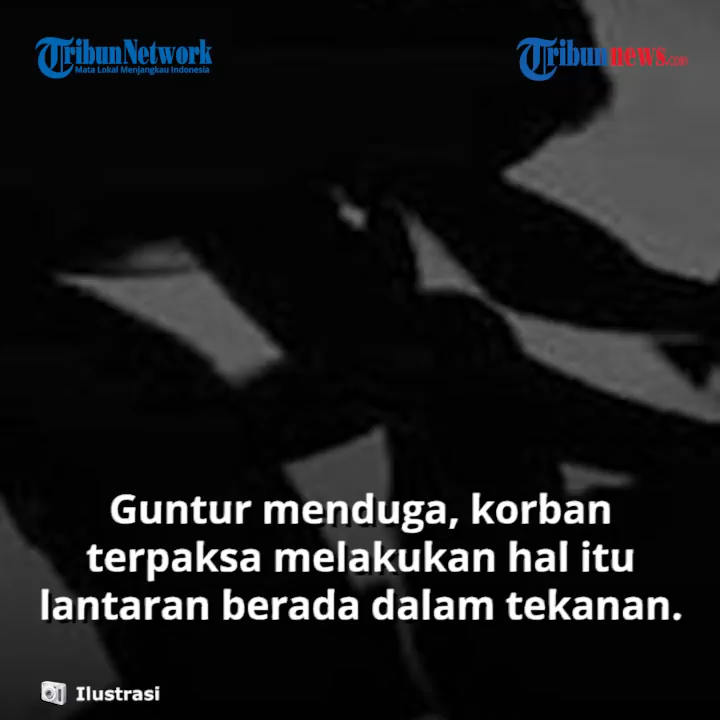 TribunNetwork
Mata Lokal Menjangkau Indonesia
Tribunnews.com
Guntur menduga, korban
terpaksa melakukan hal itu
lantaran berada dalam tekanan.
Ilustrasi